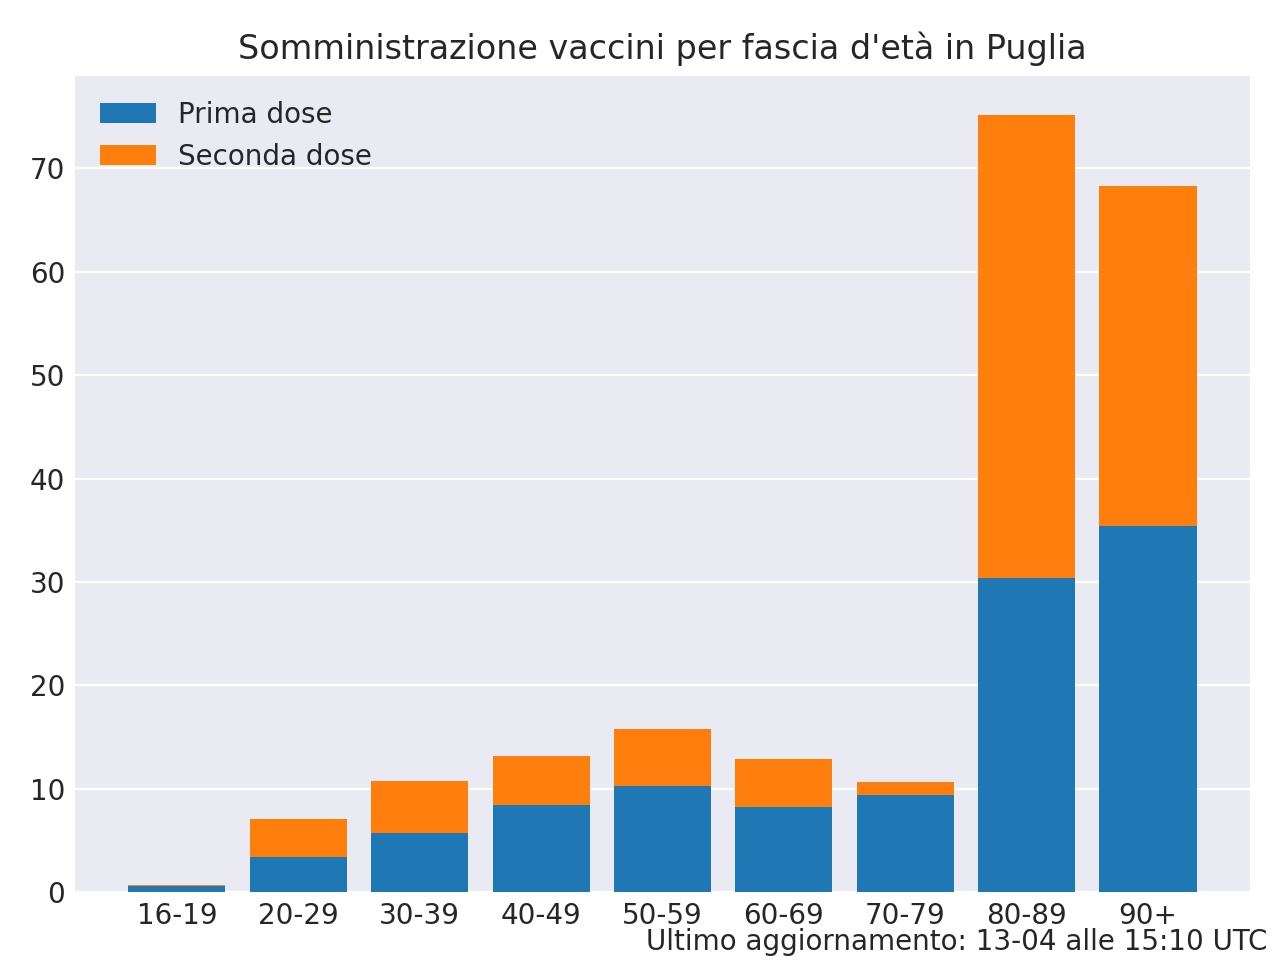 Somministrazione vaccini per fascia d'età in Puglia
Prima dose
Seconda dose
70
60
50
40
30
20
10
0
16-19 20-29 30-39 40-49 50-59 60-69 70-79 80-89 90+
Ultimo aggiornamento: 13-04 alle 15:10 UTC